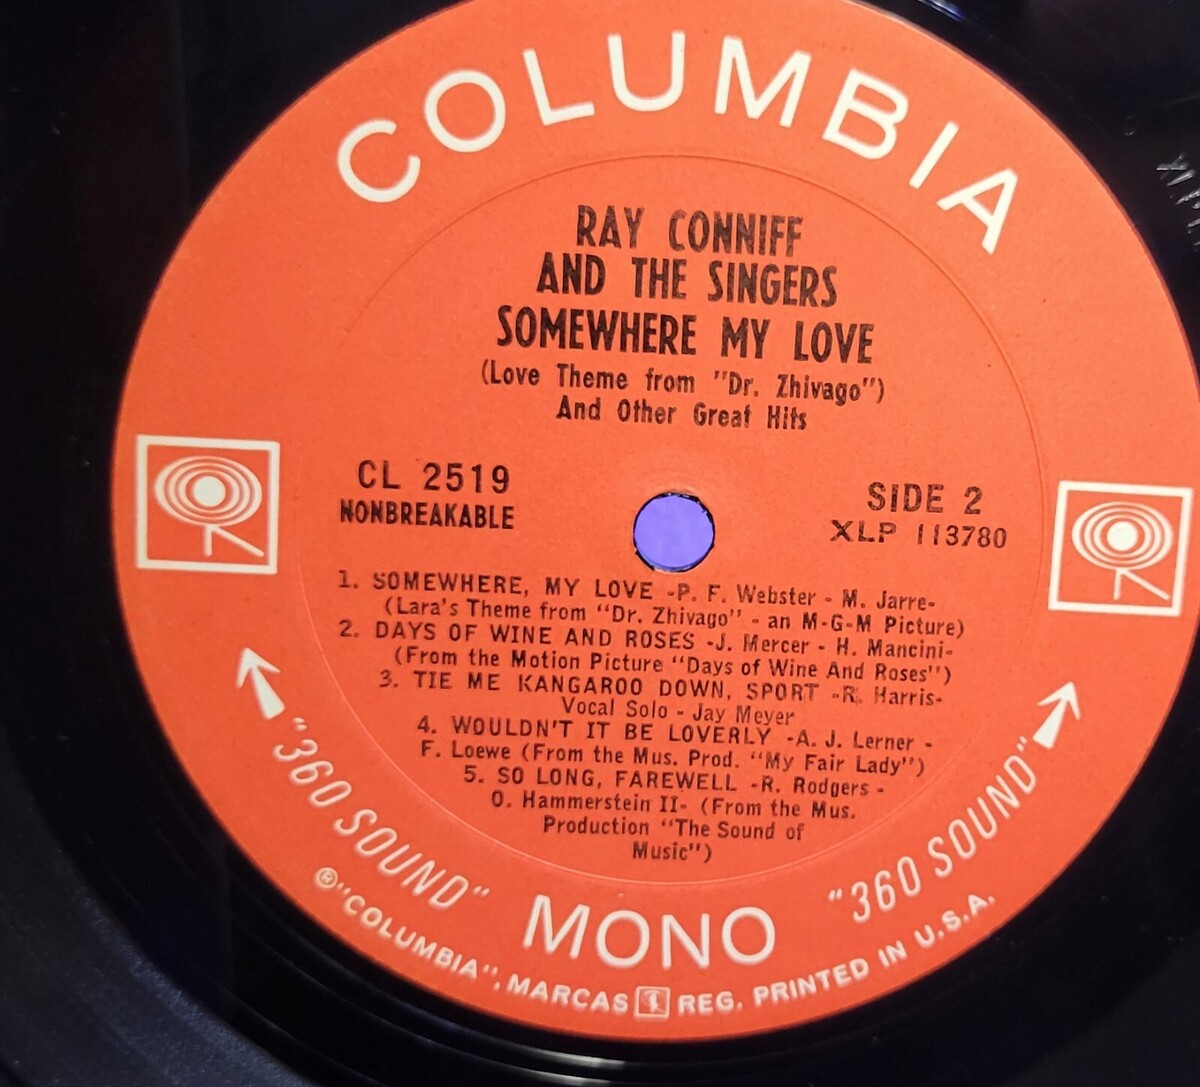 COLUMBIA
RAY CONNIFF
AND THE SINGERS
SOMEWHERE MY LOVE
(Love Theme from "Dr. Zhivago")
And Other Great Hits
CL 2519
NONBREAKABLE
SIDE 2
XLP 113780
1. SOMEWHERE, MY LOVE -P. F. Webster - M. Jarre-
(Lara's Theme from "Dr. Zhivago" - an M-G-M Picture)
2. DAYS OF WINE AND ROSES -J. Mercer - H. Mancini-
(From the Motion Picture "Days of Wine And Roses")
3. TIE ME KANGAROO DOWN, SPORT -R. Harris-
Vocal Solo - Jay Meyer
4. WOULDN'T IT BE LOVERLY -A. J. Lerner -
F. Loewe (From the Mus. Prod. "My Fair Lady")
5. SO LONG, FAREWELL -R. Rodgers -
O. Hammerstein II- (From the Mus.
Production "The Sound of
Music")
"360 SOUND"
MONO
"360 SOUND"
®"COLUMBIA", MARCAS REG. PRINTED IN U.S.A.